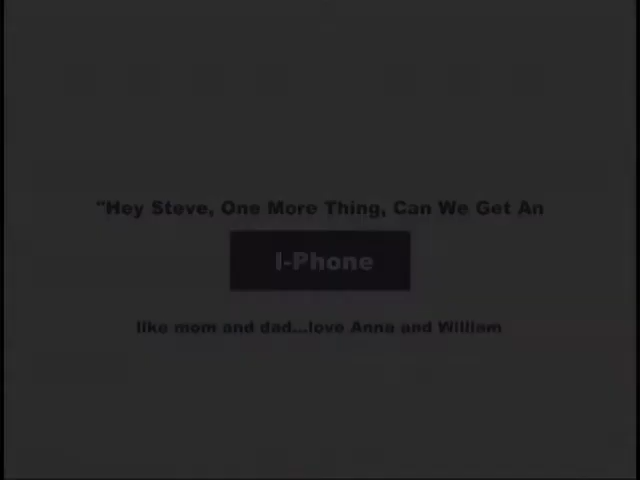 "Hey Steve, One More Thing, Can We Get An
I-Phone
like mom and dad...love Anna and William